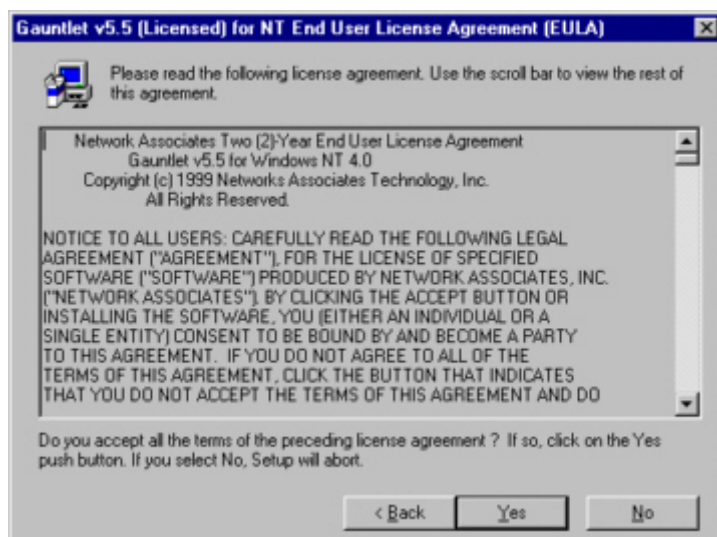 Gauntlet v5.5 (Licensed) for NT End User License Agreement (EULA)
Please read the following license agreement. Use the scroll bar to view the rest of
this agreement.
Network Associates Two (2)-Year End User License Agreement
Gauntlet v5.5 for Windows NT 4.0
Copyright (c) 1999 Networks Associates Technology, Inc.
All Rights Reserved.
NOTICE TO ALL USERS: CAREFULLY READ THE FOLLOWING LEGAL
AGREEMENT ("AGREEMENT"), FOR THE LICENSE OF SPECIFIED
SOFTWARE ("SOFTWARE") PRODUCED BY NETWORK ASSOCIATES, INC.
("NETWORK ASSOCIATES"). BY CLICKING THE ACCEPT BUTTON OR
INSTALLING THE SOFTWARE, YOU (EITHER AN INDIVIDUAL OR A
SINGLE ENTITY) CONSENT TO BE BOUND BY AND BECOME A PARTY
TO THIS AGREEMENT. IF YOU DO NOT AGREE TO ALL OF THE
TERMS OF THIS AGREEMENT, CLICK THE BUTTON THAT INDICATES
THAT YOU DO NOT ACCEPT THE TERMS OF THIS AGREEMENT AND DO
Do you accept all the terms of the preceding license agreement ? If so, click on the Yes
push button. If you select No, Setup will abort.
< Back Yes No